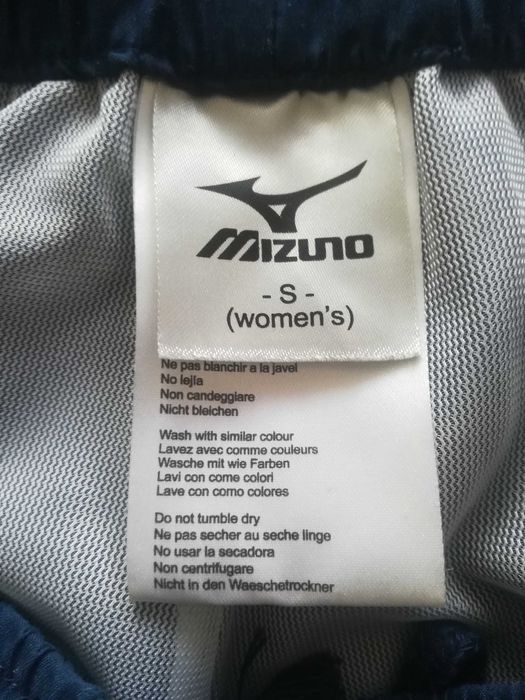 MIZUNO
- S -
(women's)
Ne pas blanchir a la javel
No lejia
Non candeggiare
Nicht bleichen
Wash with similar colour
Lavez avec comme couleurs
Wasche mit wie Farben
Lavi con come colori
Lave con como colores
Do not tumble dry
Ne pas secher au seche linge
No usar la secadora
Non centrifugare
Nicht in den Waeschetrockner